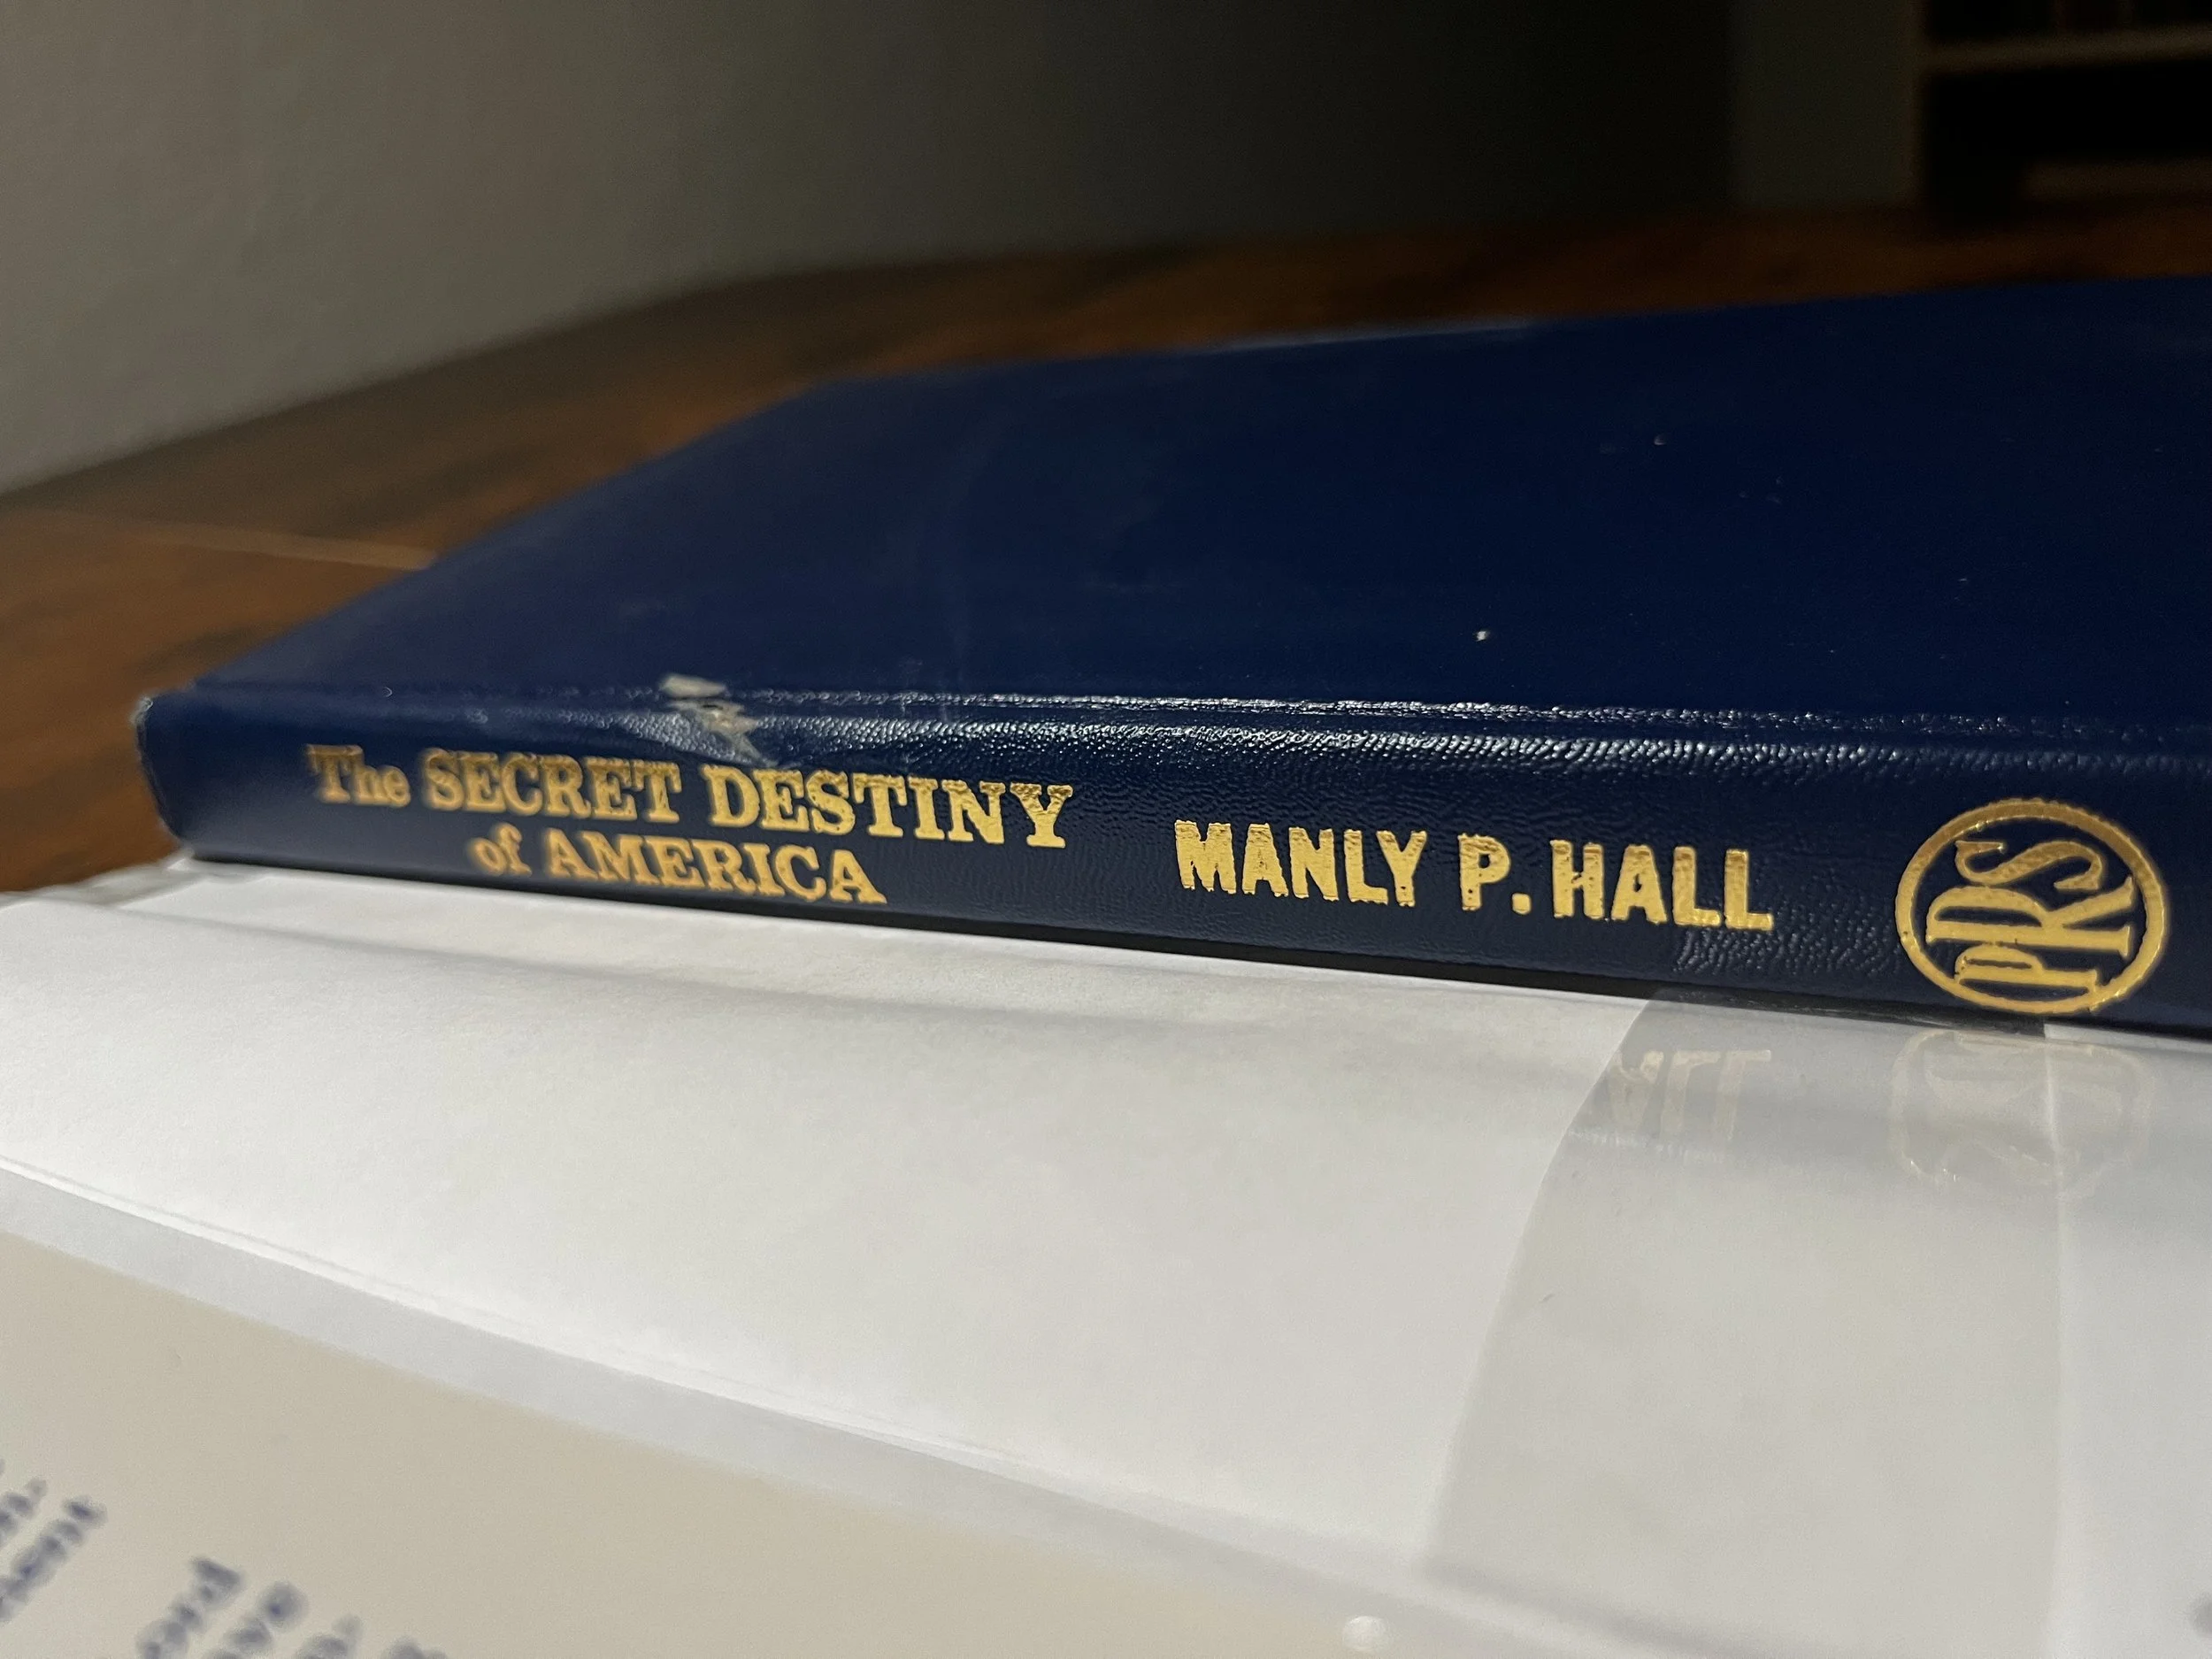 The SECRET DESTINY
of AMERICA
MANLY P. HALL
PRS